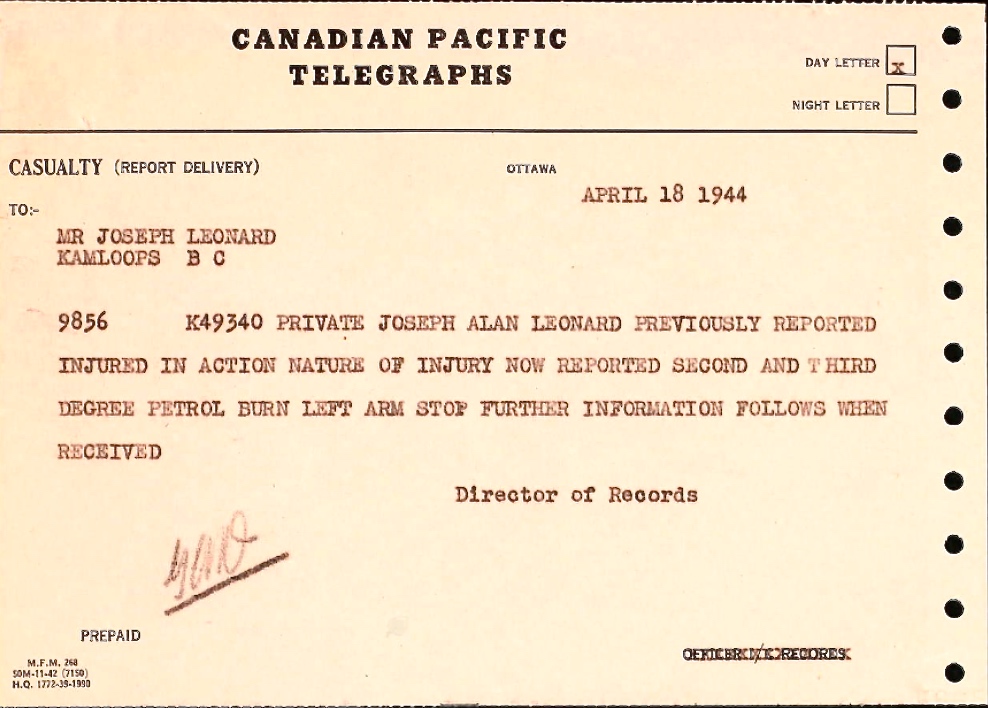 CANADIAN PACIFIC
TELEGRAPHS
DAY LETTER x
NIGHT LETTER
CASUALTY (REPORT DELIVERY)
OTTAWA
APRIL 18 1944
TO:-
MR JOSEPH LEONARD
KAMLOOPS B C
9856 K49340 PRIVATE JOSEPH ALAN LEONARD PREVIOUSLY REPORTED
INJURED IN ACTION NATURE OF INJURY NOW REPORTED SECOND AND THIRD
DEGREE PETROL BURN LEFT ARM STOP FURTHER INFORMATION FOLLOWS WHEN
RECEIVED
Director of Records
PREPAID
OFFICER I/C RECORDS
M.F.M. 268
50M-11-42 (7150)
H.Q. 1772-39-1990